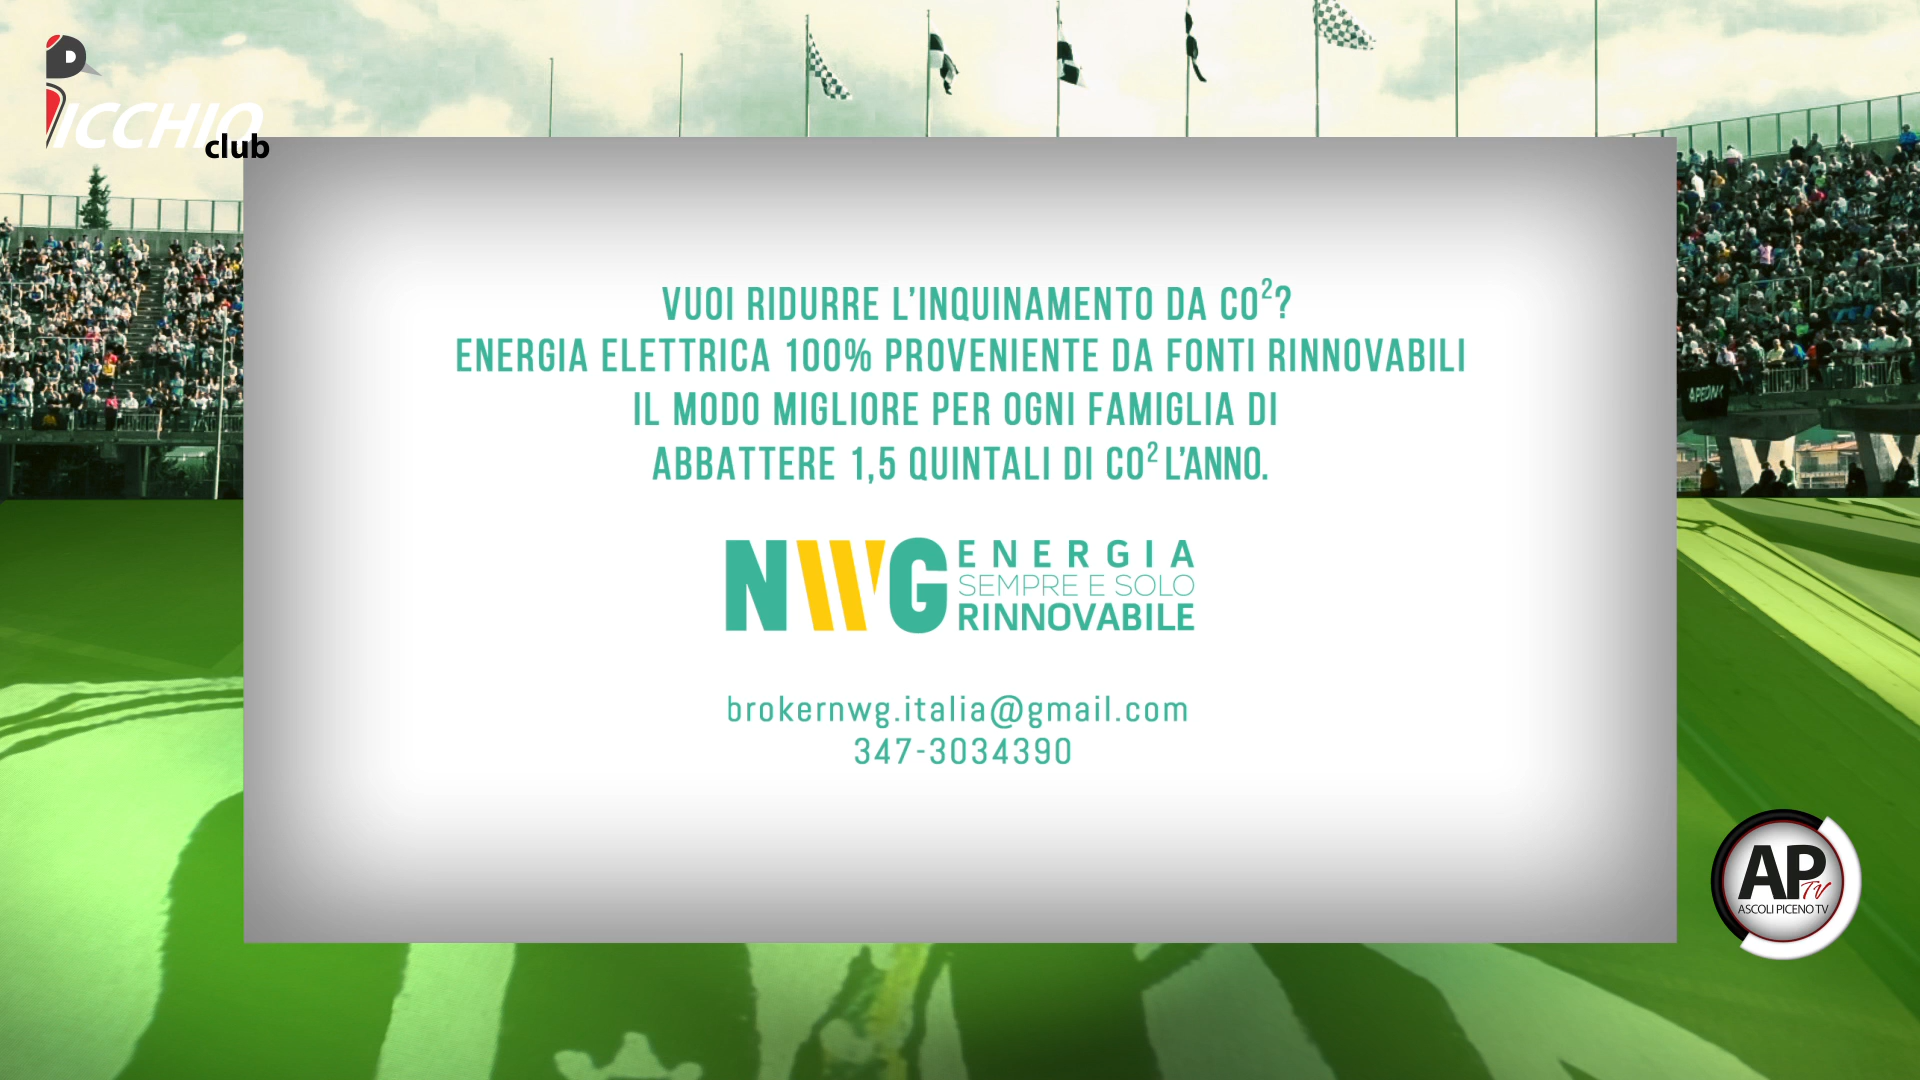 PICCHIO
club
VUOI RIDURRE L'INQUINAMENTO DA CO²?
ENERGIA ELETTRICA 100% PROVENIENTE DA FONTI RINNOVABILI
IL MODO MIGLIORE PER OGNI FAMIGLIA DI
ABBATTERE 1,5 QUINTALI DI CO² L'ANNO.
NWG ENERGIA
SEMPRE E SOLO
RINNOVABILE
brokernwg.italia@gmail.com
347-3034390
AP TV
ASCOLI PICENO TV